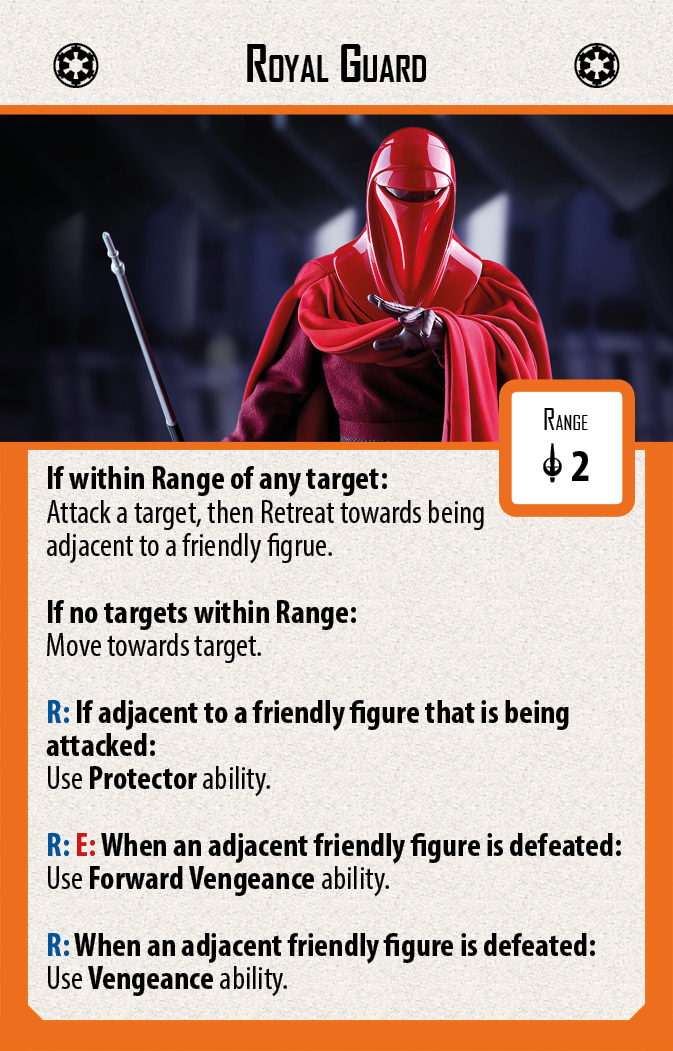 Royal Guard
Range
2
If within Range of any target:
Attack a target, then Retreat towards being
adjacent to a friendly figrue.
If no targets within Range:
Move towards target.
R: If adjacent to a friendly figure that is being
attacked:
Use Protector ability.
R: E: When an adjacent friendly figure is defeated:
Use Forward Vengeance ability.
R: When an adjacent friendly figure is defeated:
Use Vengeance ability.